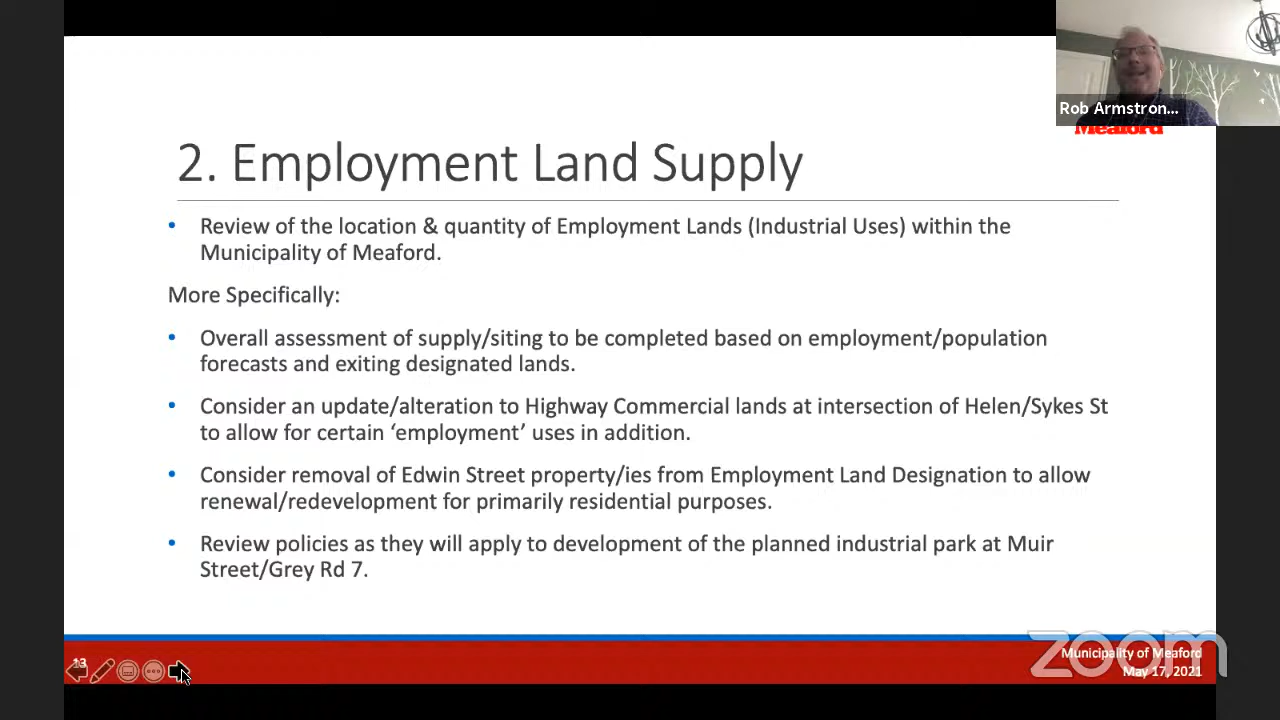 Rob Armstron...
Meaford
2. Employment Land Supply
• Review of the location & quantity of Employment Lands (Industrial Uses) within the
Municipality of Meaford.
More Specifically:
• Overall assessment of supply/siting to be completed based on employment/population
forecasts and exiting designated lands.
• Consider an update/alteration to Highway Commercial lands at intersection of Helen/Sykes St
to allow for certain ‘employment’ uses in addition.
• Consider removal of Edwin Street property/ies from Employment Land Designation to allow
renewal/redevelopment for primarily residential purposes.
• Review policies as they will apply to development of the planned industrial park at Muir
Street/Grey Rd 7.
13
zoom
Municipality of Meaford
May 17, 2021